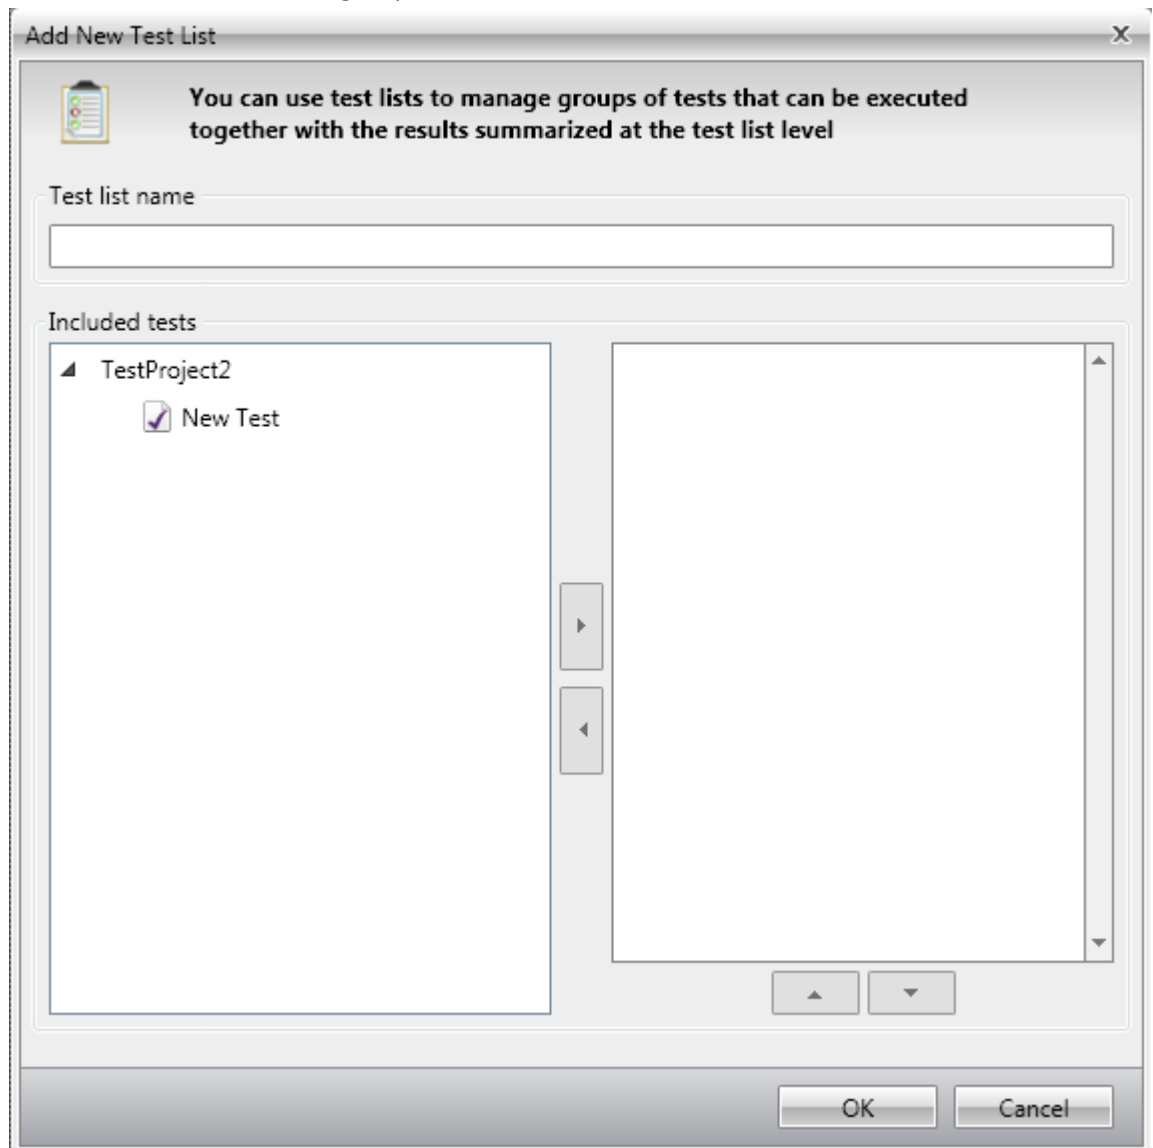 Add New Test List
You can use test lists to manage groups of tests that can be executed
together with the results summarized at the test list level
Test list name
Included tests
TestProject2
New Test
OK
Cancel